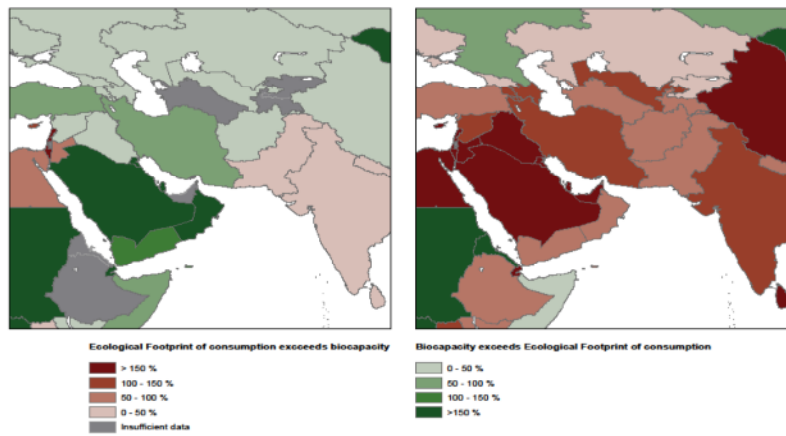 Ecological Footprint of consumption exceeds biocapacity
> 150 %
100 - 150 %
50 - 100 %
0 - 50 %
Insufficient data
Biocapacity exceeds Ecological Footprint of consumption
0 - 50 %
50 - 100 %
100 - 150 %
>150 %